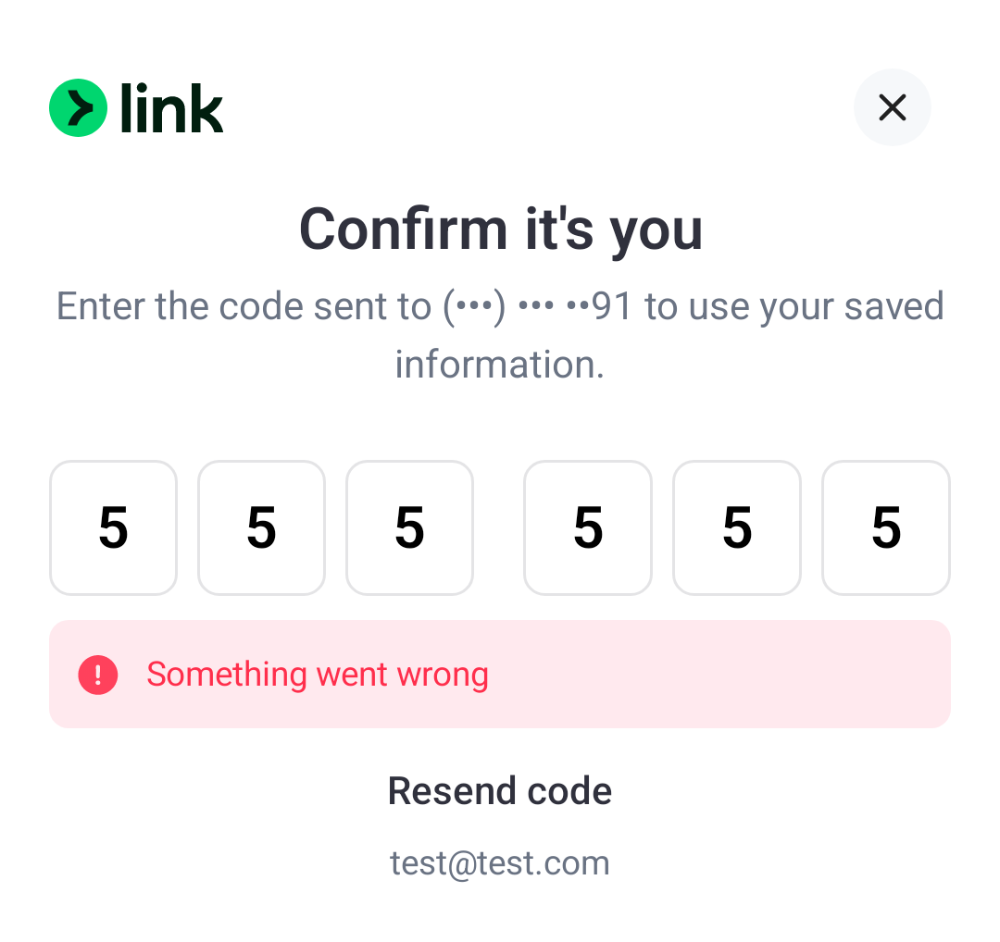 link
Confirm it's you
Enter the code sent to (•••) ••• ••91 to use your saved
information.
5 5 5 5 5 5
Something went wrong
Resend code
test@test.com